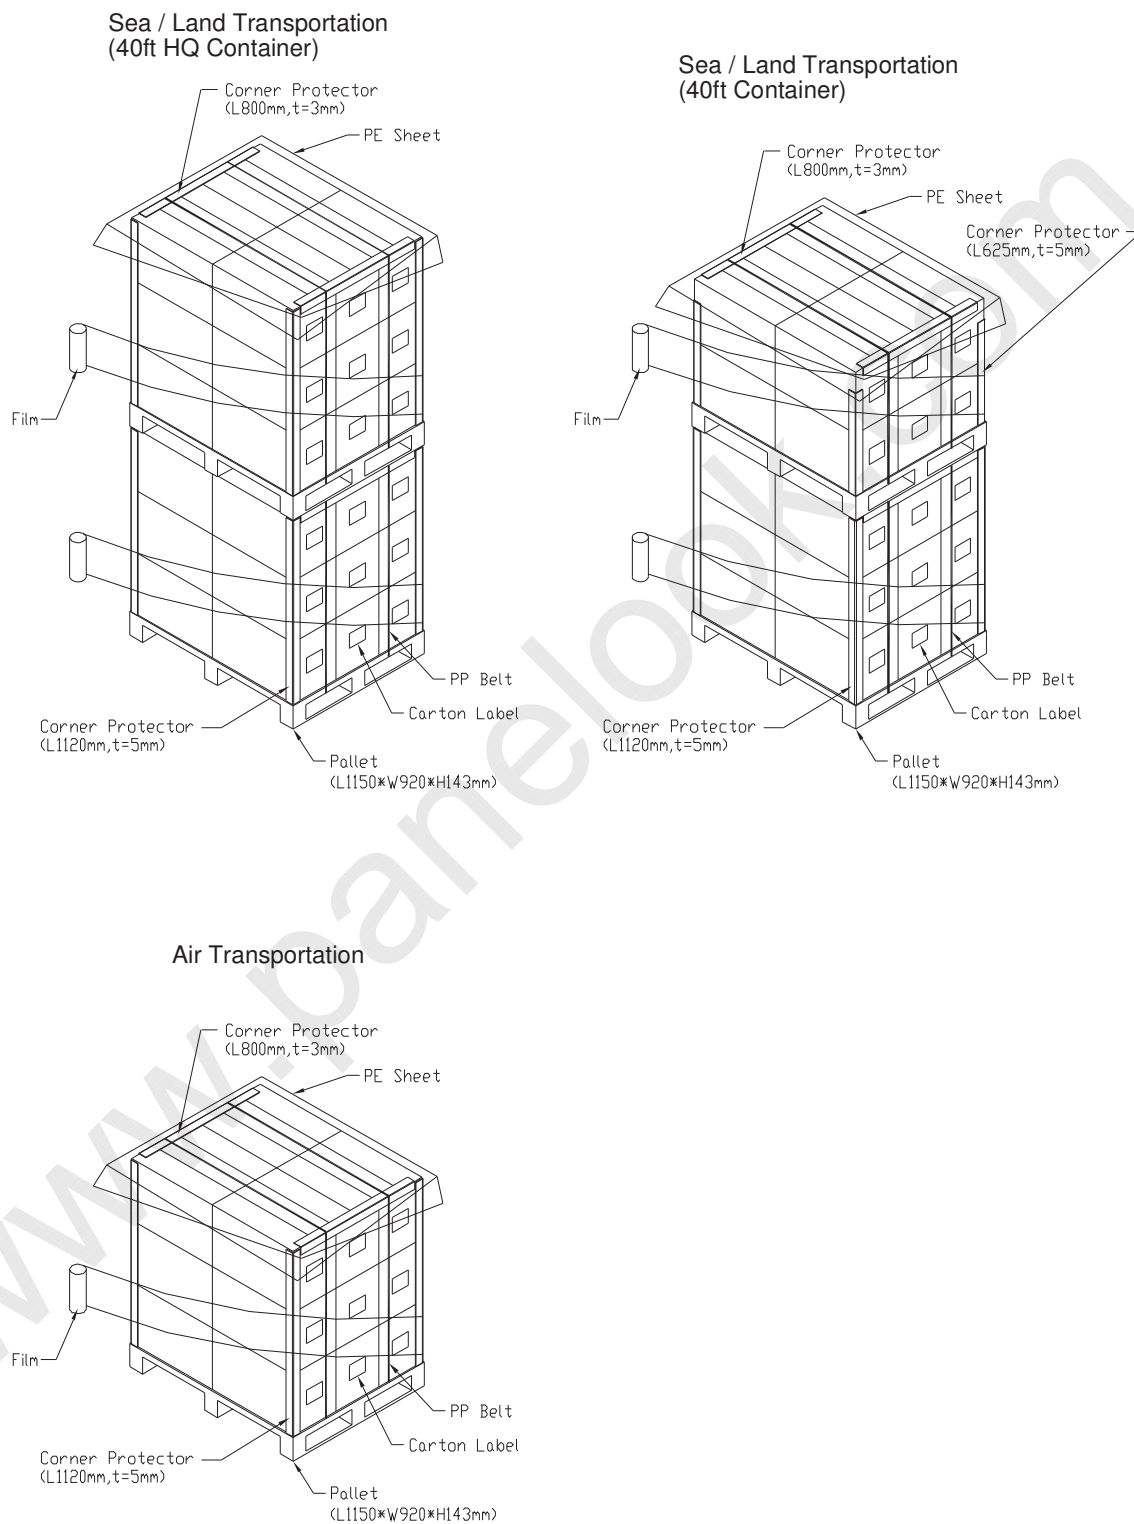 Sea / Land Transportation
(40ft HQ Container)
Corner Protector
(L800mm,t=3mm)
PE Sheet
Film
PP Belt
Carton Label
Corner Protector
(L1120mm,t=5mm)
Pallet
(L1150*W920*H143mm)
Sea / Land Transportation
(40ft Container)
Corner Protector
(L800mm,t=3mm)
PE Sheet
Corner Protector
(L625mm,t=5mm)
Film
PP Belt
Carton Label
Corner Protector
(L1120mm,t=5mm)
Pallet
(L1150*W920*H143mm)
Air Transportation
Corner Protector
(L800mm,t=3mm)
PE Sheet
Film
PP Belt
Carton Label
Corner Protector
(L1120mm,t=5mm)
Pallet
(L1150*W920*H143mm)
www.panelook.com